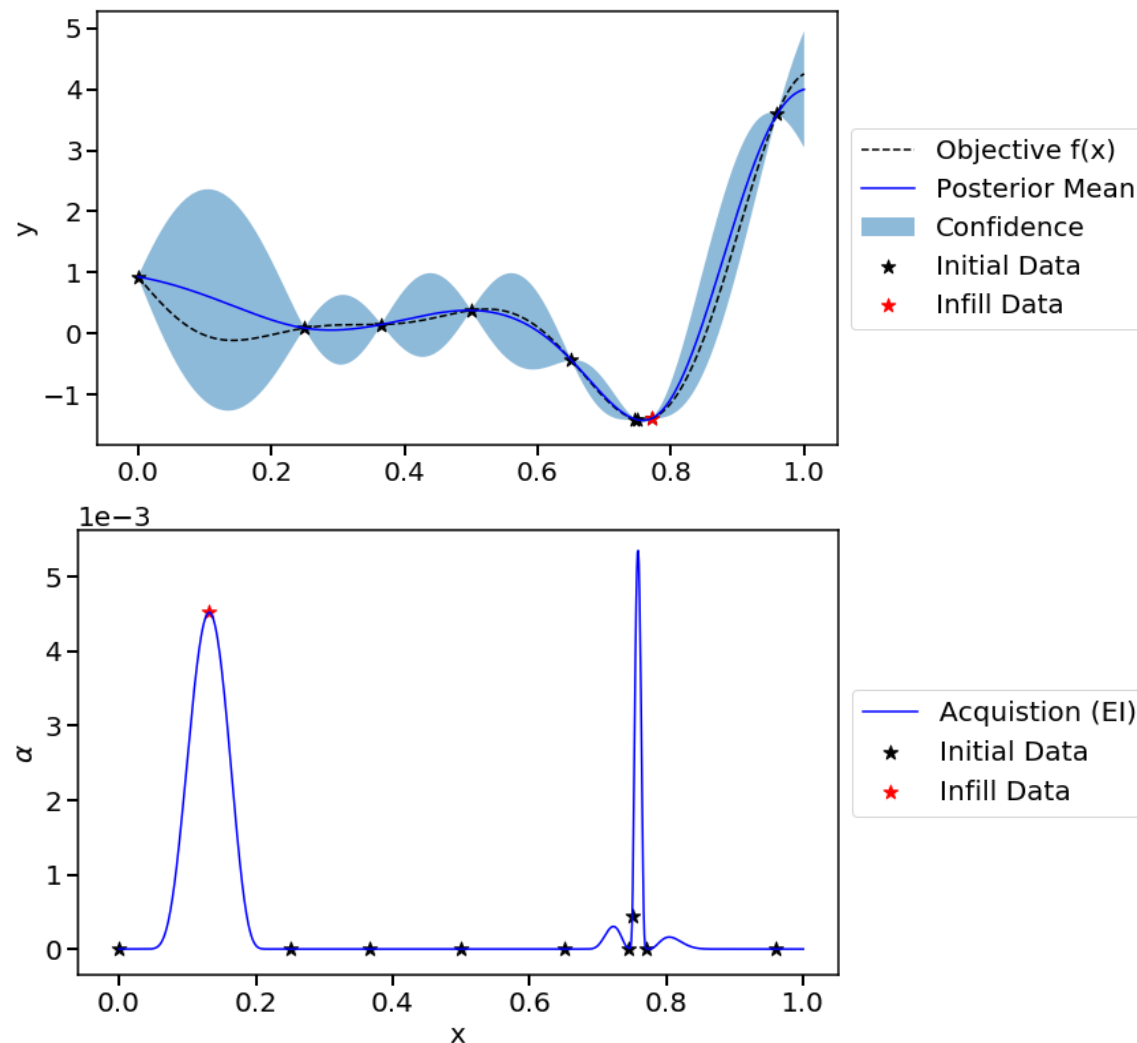 5
4
3
2
1
0
−1
y
0.0 0.2 0.4 0.6 0.8 1.0
Objective f(x)
Posterior Mean
Confidence
Initial Data
Infill Data
1e−3
5
4
3
2
1
0
α
0.0 0.2 0.4 0.6 0.8 1.0
x
Acquistion (EI)
Initial Data
Infill Data